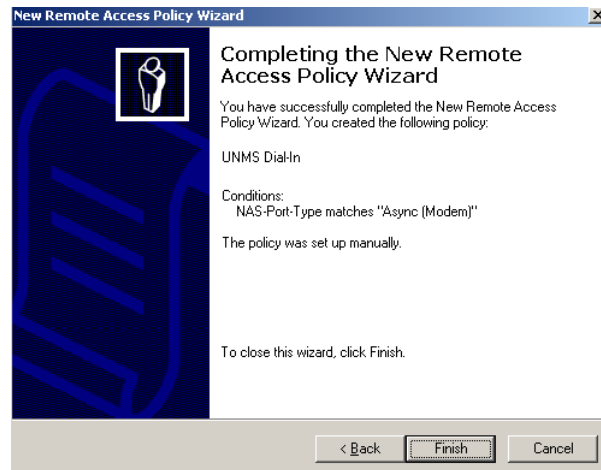 New Remote Access Policy Wizard
Completing the New Remote
Access Policy Wizard
You have successfully completed the New Remote Access
Policy Wizard. You created the following policy:
UNMS Dial-In
Conditions:
NAS-Port-Type matches "Async (Modem)"
The policy was set up manually.
To close this wizard, click Finish.
< Back Finish Cancel